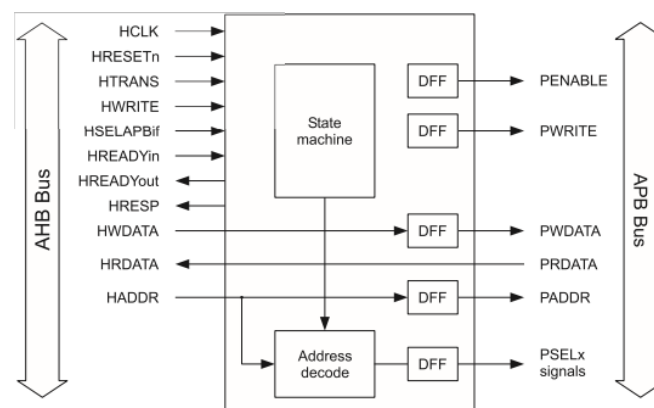 AHB Bus
HCLK
HRESETn
HTRANS
HWRITE
HSELAPBif
HREADYin
HREADYout
HRESP
HWDATA
HRDATA
HADDR
State
machine
Address
decode
DFF
DFF
DFF
DFF
DFF
PENABLE
PWRITE
PWDATA
PRDATA
PADDR
PSELx
signals
APB Bus